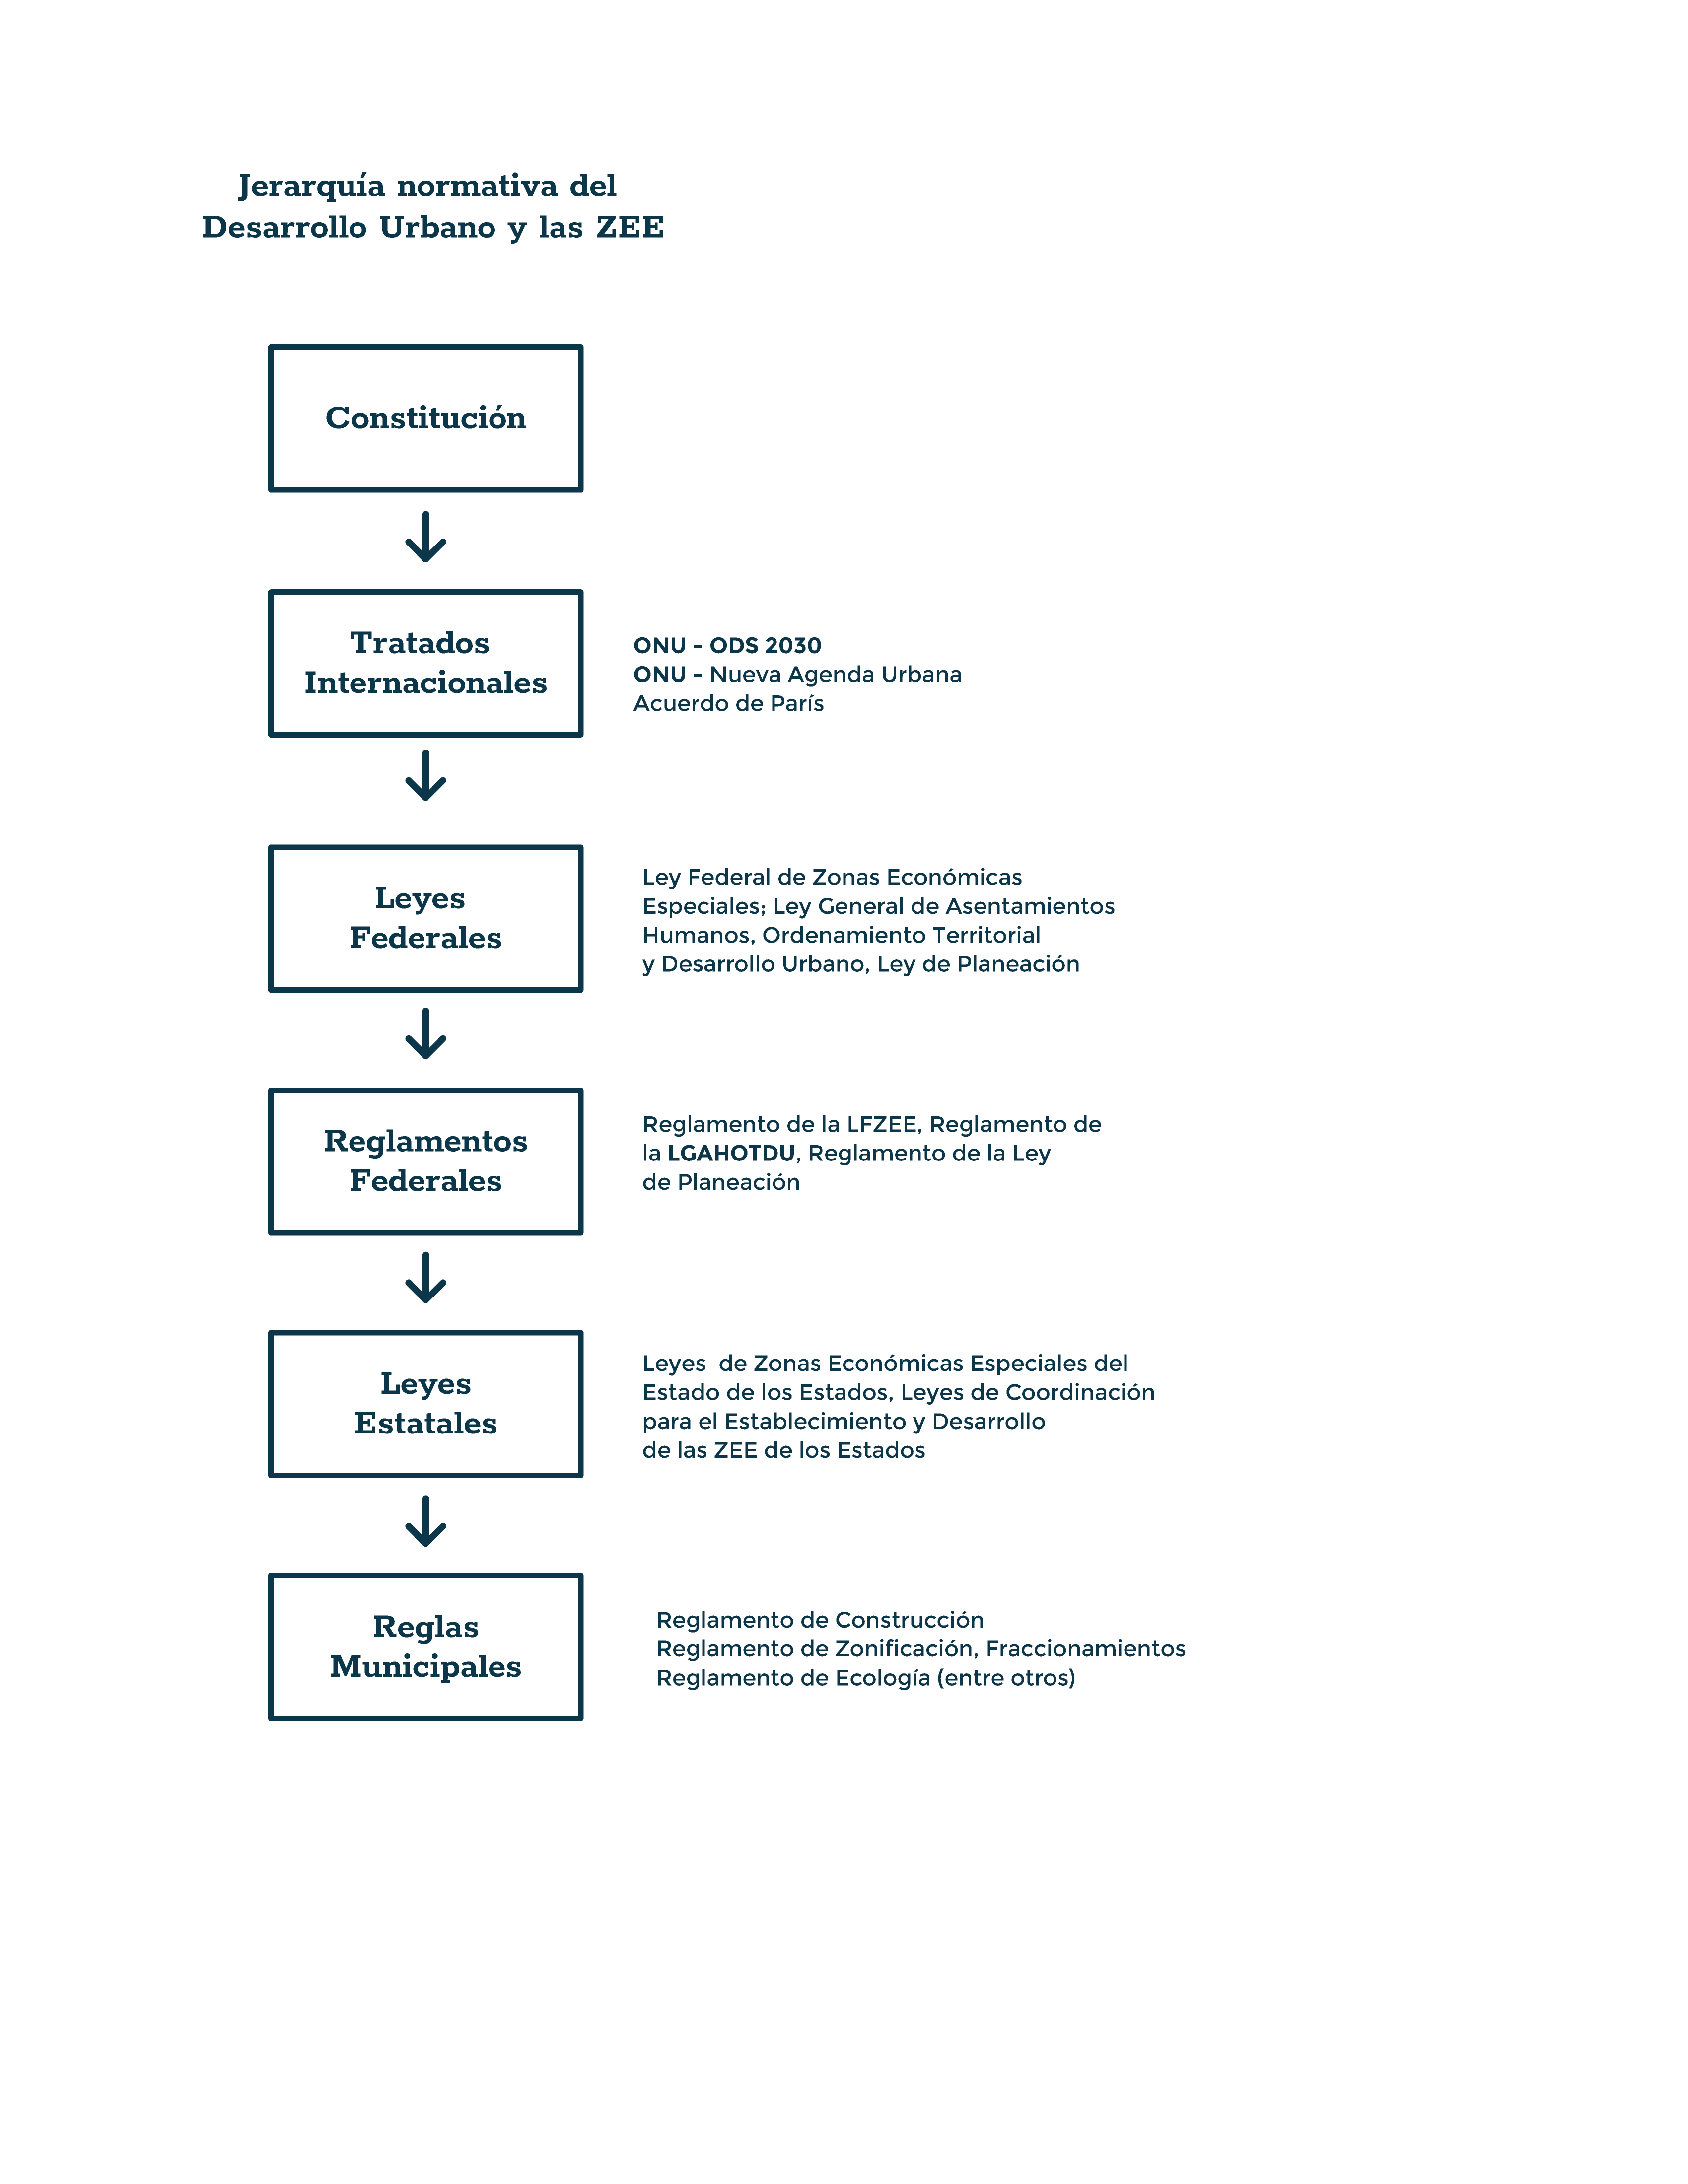 Jerarquía normativa del
Desarrollo Urbano y las ZEE
Constitución
Tratados
Internacionales
ONU - ODS 2030
ONU - Nueva Agenda Urbana
Acuerdo de París
Leyes
Federales
Ley Federal de Zonas Económicas
Especiales; Ley General de Asentamientos
Humanos, Ordenamiento Territorial
y Desarrollo Urbano, Ley de Planeación
Reglamentos
Federales
Reglamento de la LFZEE, Reglamento de
la LGAHOTDU, Reglamento de la Ley
de Planeación
Leyes
Estatales
Leyes  de Zonas Económicas Especiales del
Estado de los Estados, Leyes de Coordinación
para el Establecimiento y Desarrollo
de las ZEE de los Estados
Reglas
Municipales
Reglamento de Construcción
Reglamento de Zonificación, Fraccionamientos
Reglamento de Ecología (entre otros)